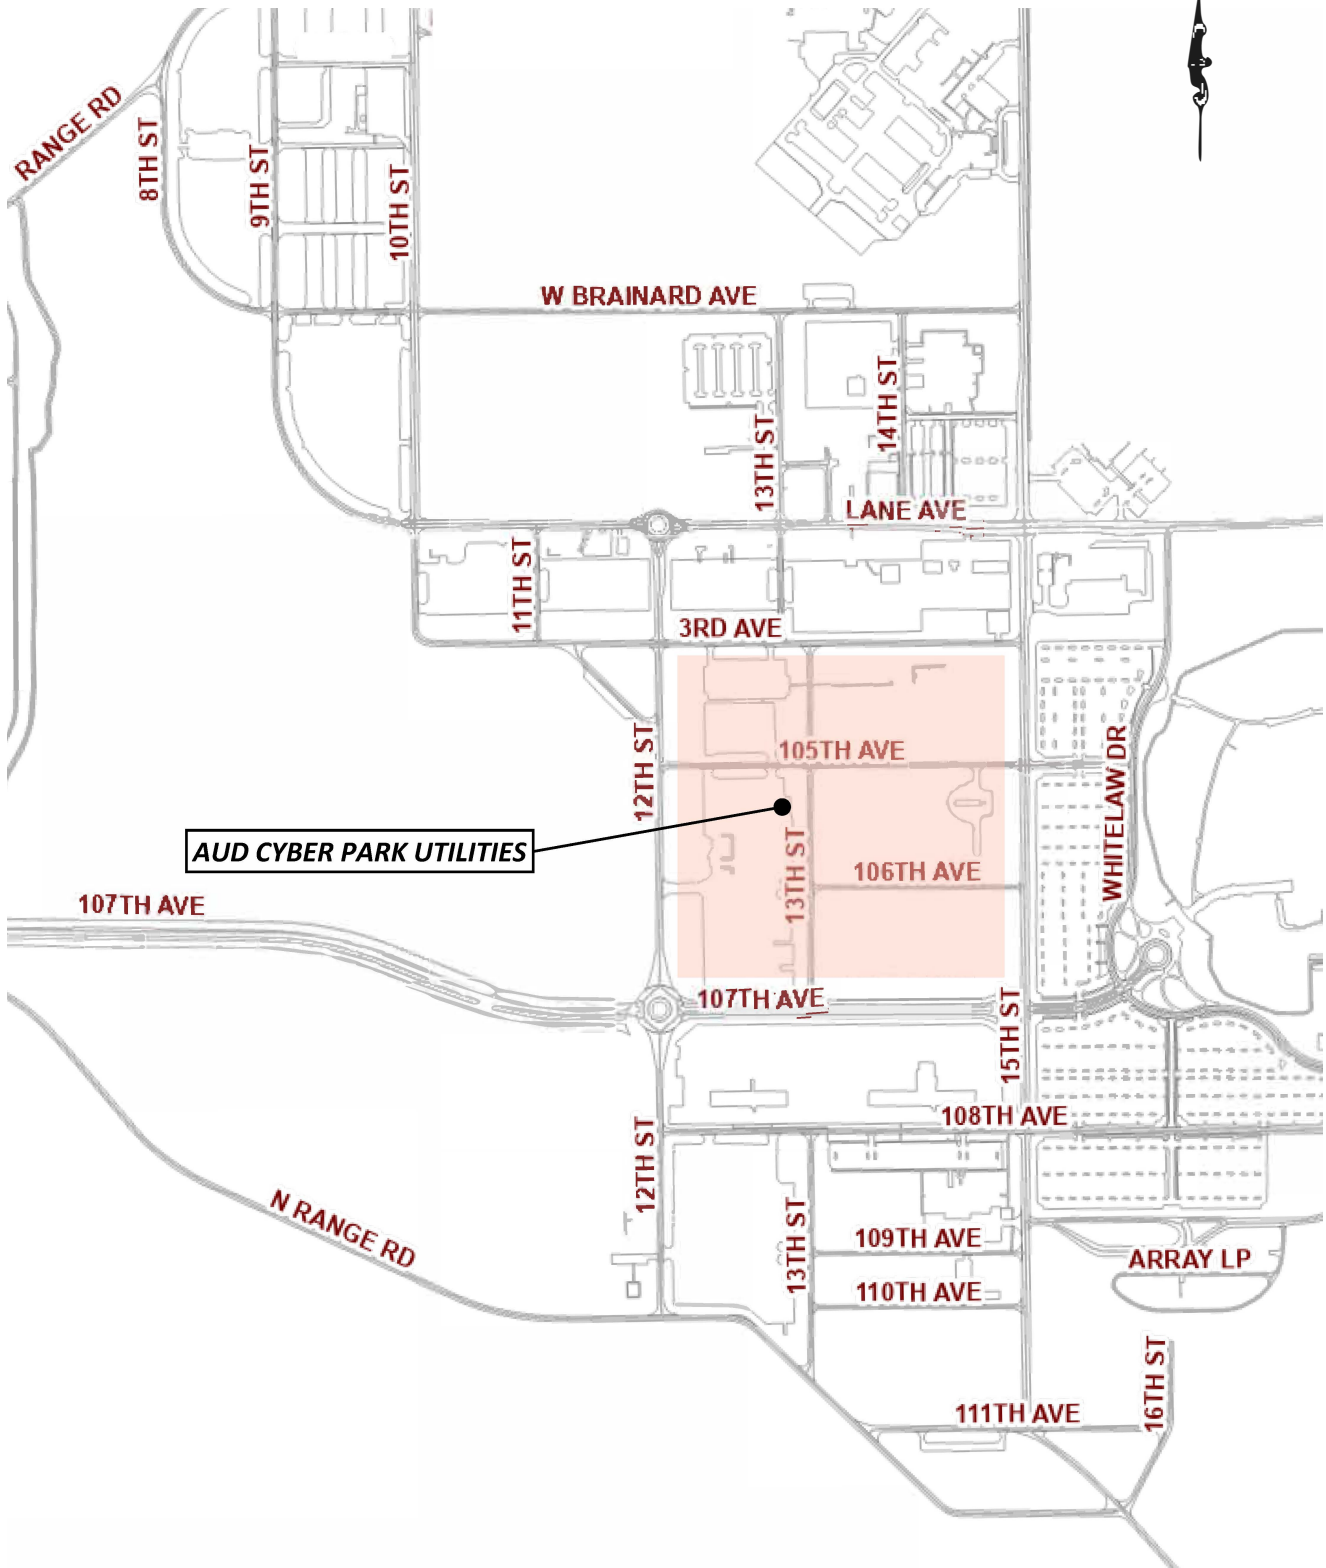 RANGE RD
8TH ST
9TH ST
10TH ST
W BRAINARD AVE
14TH ST
13TH ST
LANE AVE
11TH ST
3RD AVE
12TH ST
105TH AVE
WHITELAW DR
AUD CYBER PARK UTILITIES
13TH ST
106TH AVE
107TH AVE
107TH AVE
15TH ST
108TH AVE
12TH ST
N RANGE RD
13TH ST
109TH AVE
ARRAY LP
110TH AVE
16TH ST
111TH AVE